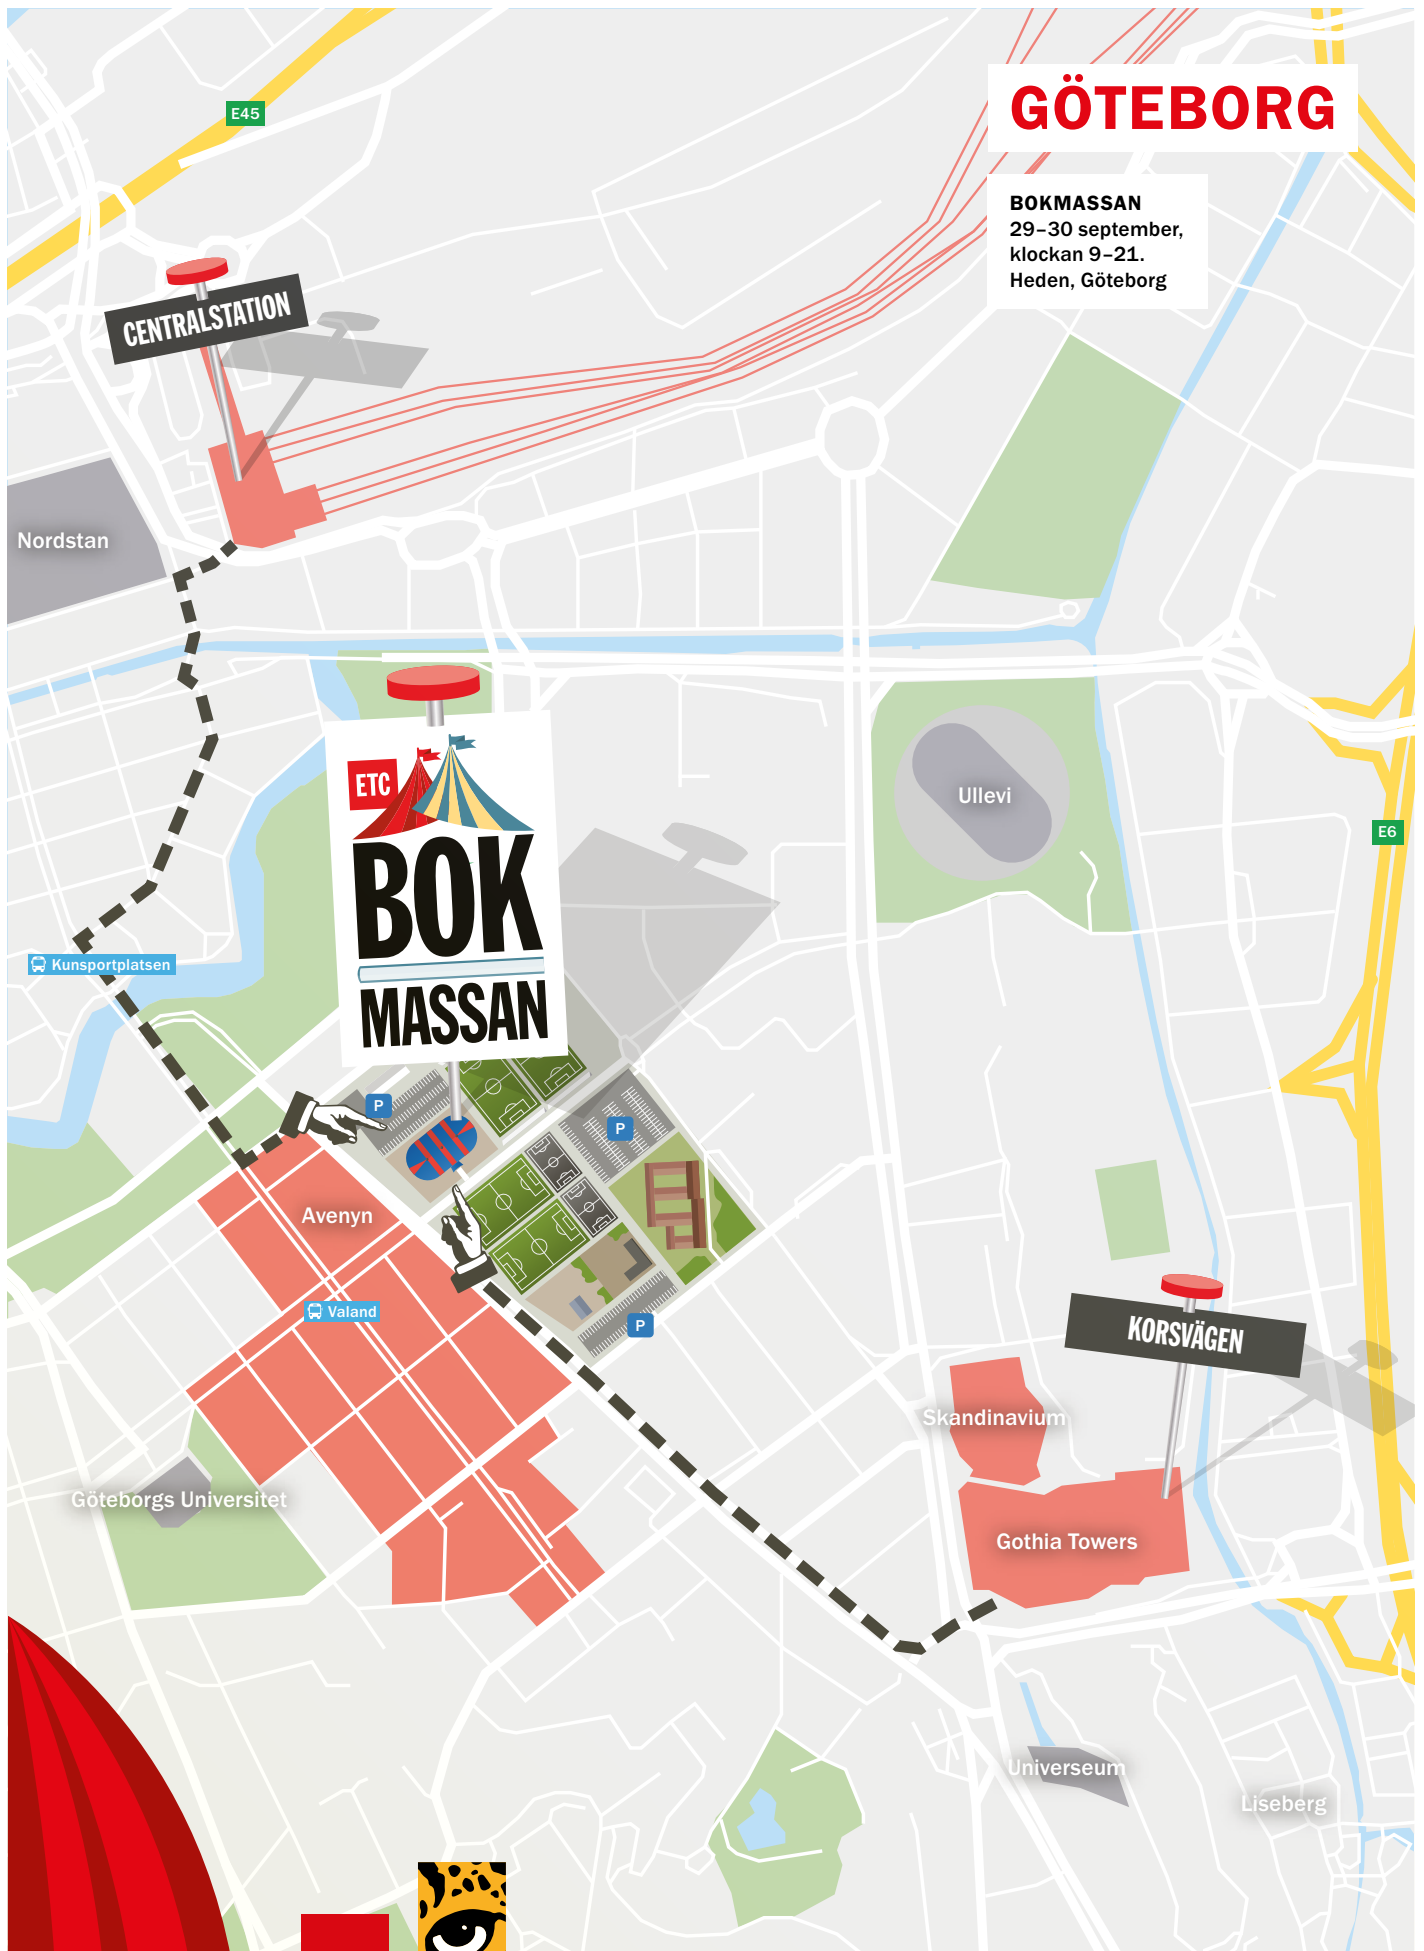 GÖTEBORG
E45
BOKMASSAN
29–30 september,
klockan 9–21.
Heden, Göteborg
CENTRALSTATION
Nordstan
ETC
BOK
MASSAN
Ullevi
E6
Kunsportplatsen
P
P
Avenyn
Valand
P
KORSVÄGEN
Skandinavium
Göteborgs Universitet
Gothia Towers
Universeum
Liseberg